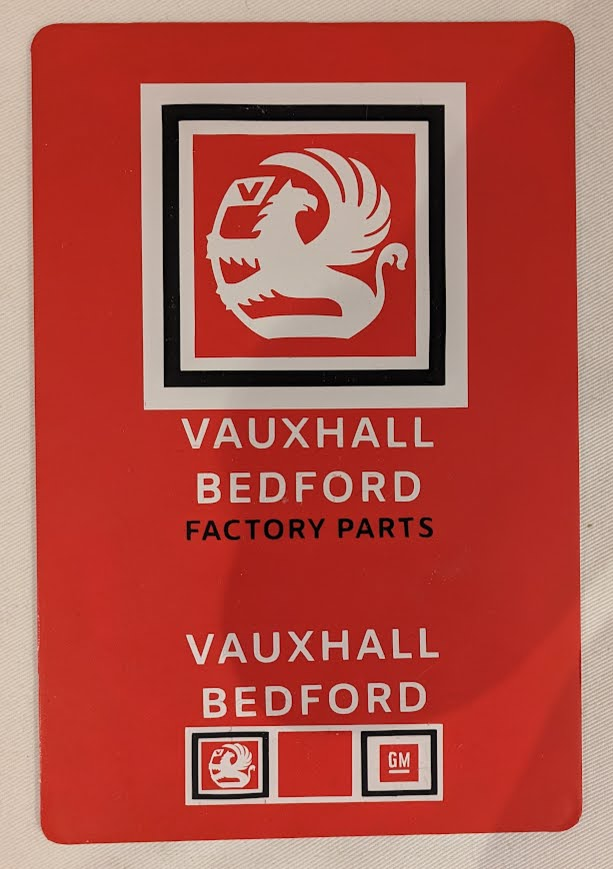 V
VAUXHALL
BEDFORD
FACTORY PARTS
VAUXHALL
BEDFORD
V
GM